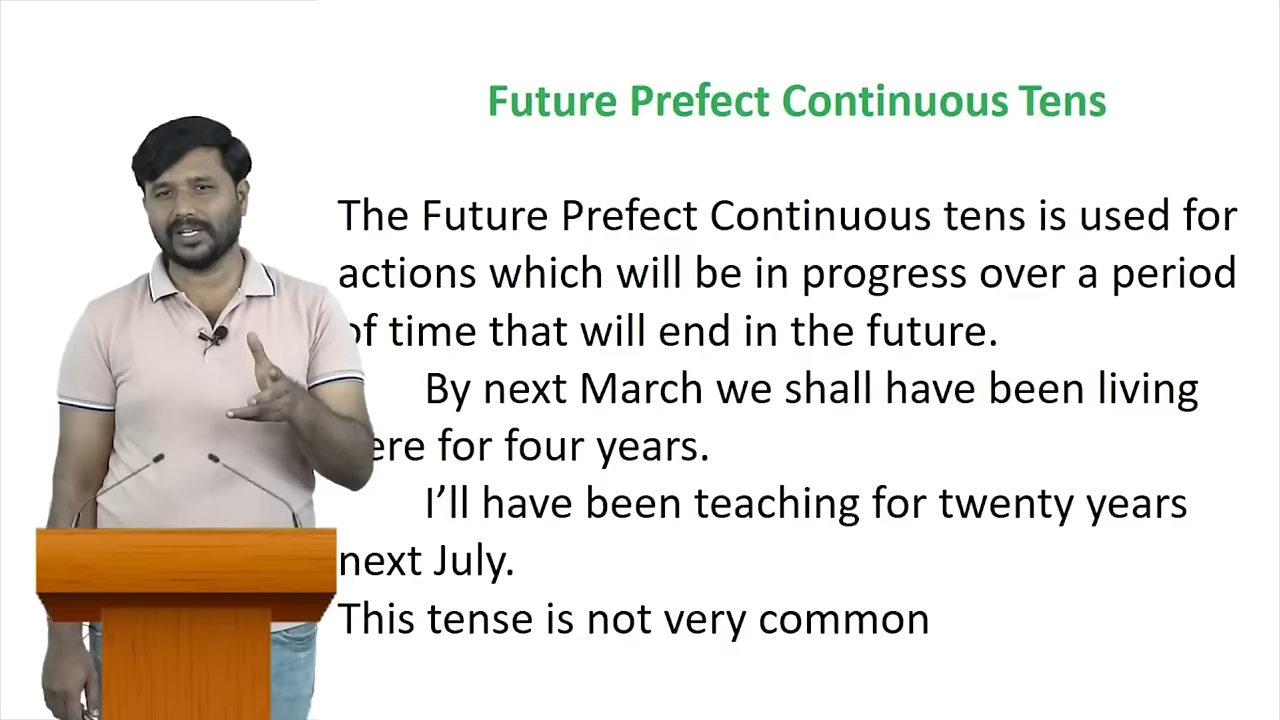 Future Prefect Continuous Tens
The Future Prefect Continuous tens is used for
actions which will be in progress over a period
of time that will end in the future.
By next March we shall have been living
ere for four years.
I’ll have been teaching for twenty years
next July.
This tense is not very common